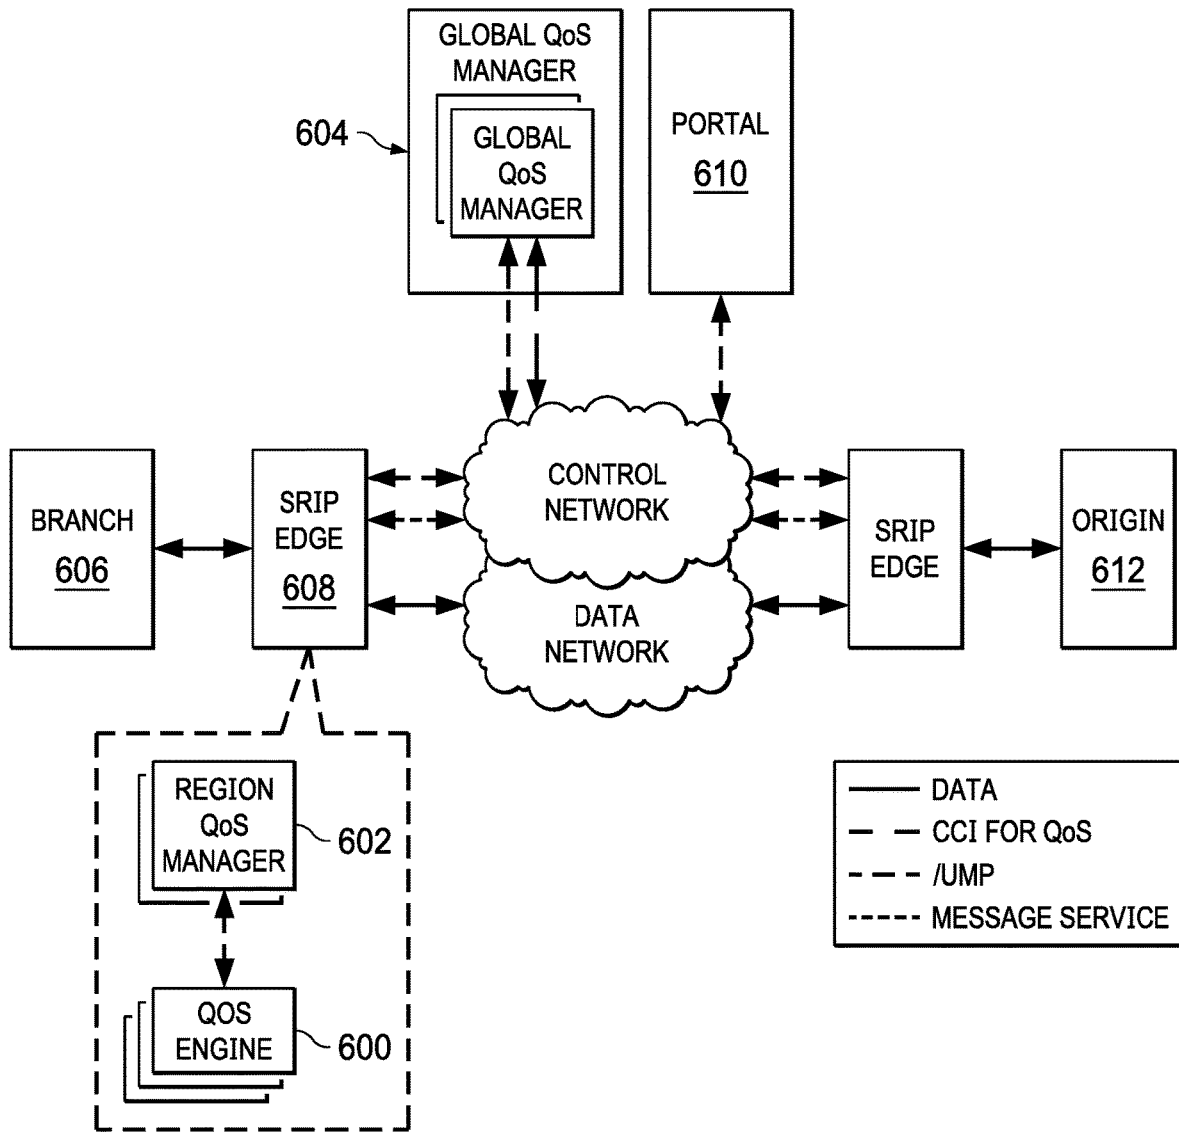 GLOBAL QoS
MANAGER
GLOBAL
QoS
MANAGER
604
PORTAL
610
BRANCH
606
SRIP
EDGE
608
CONTROL
NETWORK
DATA
NETWORK
SRIP
EDGE
ORIGIN
612
REGION
QoS
MANAGER
602
QOS
ENGINE
600
DATA
CCI FOR QoS
/UMP
MESSAGE SERVICE